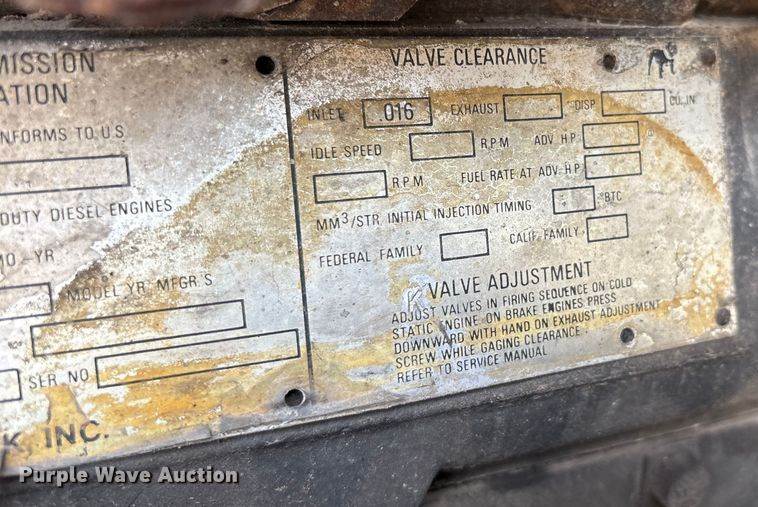 MISSION
ATION
NFORMS TO U.S.
DUTY DIESEL ENGINES
MO-YR
MODEL YR MFGR'S
SER NO
K, INC.
VALVE CLEARANCE
INLET .016 EXHAUST DISP CU.IN
IDLE SPEED RPM ADV HP
RPM FUEL RATE AT ADV HP
MM3/STR INITIAL INJECTION TIMING BTC
FEDERAL FAMILY CALIF FAMILY
VALVE ADJUSTMENT
ADJUST VALVES IN FIRING SEQUENCE ON COLD
STATIC ENGINE ON BRAKE ENGINES PRESS
DOWNWARD WITH HAND ON EXHAUST ADJUSTMENT
SCREW WHILE GAGING CLEARANCE.
REFER TO SERVICE MANUAL
Purple Wave Auction